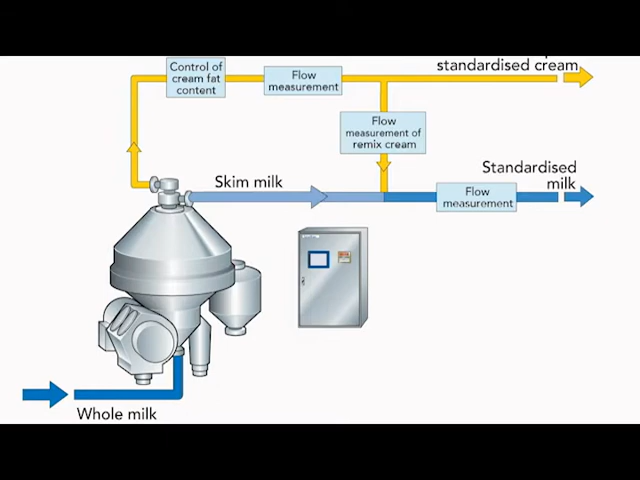 standardised cream
Control of
cream fat
content
Flow
measurement
Flow
measurement of
remix cream
Skim milk
Standardised
milk
Flow
measurement
Whole milk